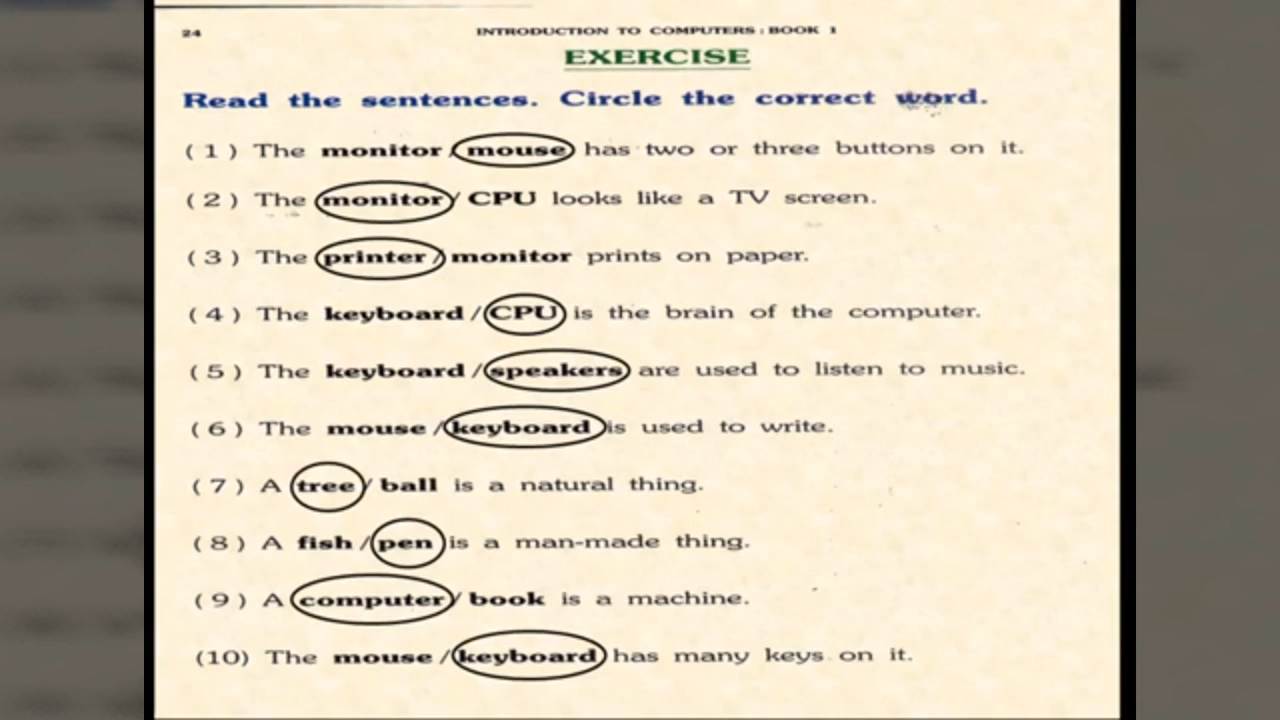 24
INTRODUCTION TO COMPUTERS : BOOK 1
EXERCISE
Read the sentences. Circle the correct word.
( 1 ) The monitor / mouse has two or three buttons on it.
( 2 ) The monitor / CPU looks like a TV screen.
( 3 ) The printer / monitor prints on paper.
( 4 ) The keyboard / CPU is the brain of the computer.
( 5 ) The keyboard / speakers are used to listen to music.
( 6 ) The mouse / keyboard is used to write.
( 7 ) A tree / ball is a natural thing.
( 8 ) A fish / pen is a man-made thing.
( 9 ) A computer / book is a machine.
(10) The mouse / keyboard has many keys on it.